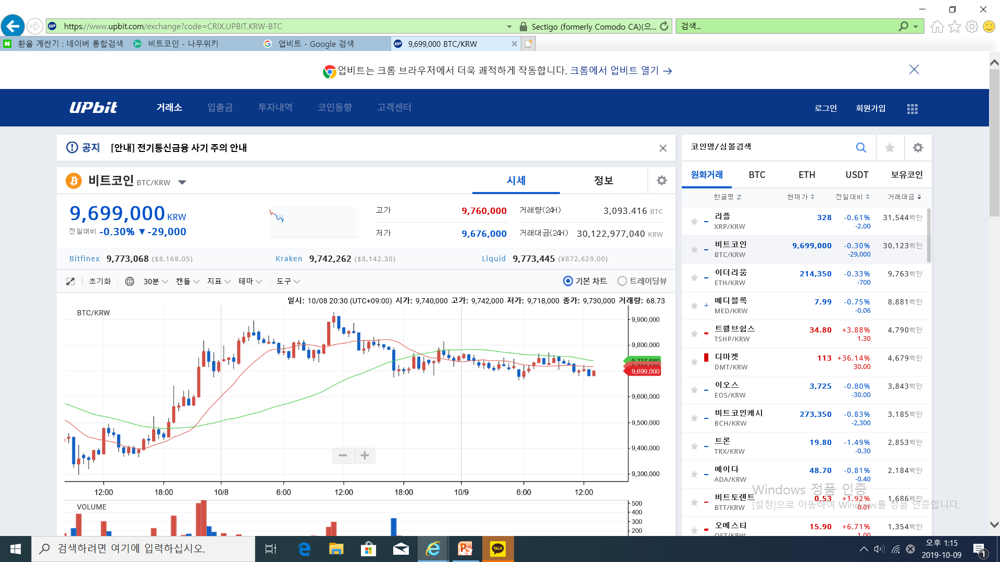 https://www.upbit.com/exchange?code=CRIX.UPBIT.KRW-BTC
Sectigo (formerly Comodo CA)(으...
검색...
환율 계싼기 : 네이버 통합검색
비트코인 - 나무위키
업비트 - Google 검색
9,699,000 BTC/KRW
업비트는 크롬 브라우저에서 더욱 쾌적하게 작동합니다. 크롬에서 업비트 열기 →
UPbit 거래소 입출금 투자내역 코인동향 고객센터 로그인 회원가입
공지 [안내] 전기통신금융 사기 주의 안내
코인명/심볼검색
비트코인 BTC/KRW
시세 정보
원화거래 BTC ETH USDT 보유코인
한글명 현재가 전일대비 거래대금
9,699,000 KRW
전일대비 -0.30% ▼-29,000
고가 9,760,000 거래량(24H) 3,093.416 BTC
저가 9,676,000 거래대금(24H) 30,122,977,040 KRW
Bitfinex 9,773,068 ($8,168.05) Kraken 9,742,262 ($8,142.30) Liquid 9,773,445 (¥872,629.00)
초기화 30분 캔들 지표 테마 도구 기본 차트 트레이딩뷰
일시: 10/08 20:30 (UTC+09:00) 시가: 9,740,000 고가: 9,742,000 저가: 9,718,000 종가: 9,730,000 거래량: 68.73
BTC/KRW
9,900,000
9,800,000
9,737,680
9,699,000
9,600,000
9,500,000
9,400,000
9,300,000
12:00 18:00 10/8 6:00 12:00 18:00 10/9 6:00 12:00
VOLUME
500
400
300
200
리플 328 -0.61% 31,544백만
XRP/KRW -2.00
비트코인 9,699,000 -0.30% 30,123백만
BTC/KRW -29,000
이더리움 214,350 -0.33% 9,763백만
ETH/KRW -700
메디블록 7.99 -0.75% 8,881백만
MED/KRW -0.06
트웰브쉽스 34.80 +3.88% 4,790백만
TSHP/KRW 1.30
디마켓 113 +36.14% 4,679백만
DMT/KRW 30.00
이오스 3,725 -0.80% 3,843백만
EOS/KRW -30.00
비트코인캐시 273,350 -0.83% 3,185백만
BCH/KRW -2,300
트론 19.80 -1.49% 2,853백만
TRX/KRW -0.30
에이다 48.70 -0.81% 2,184백만
ADA/KRW -0.40
비트토렌트 0.53 +1.92% 1,686백만
BTT/KRW 0.01
오에스티 15.90 +6.71% 1,354백만
OST/KRW 1.00
Windows 정품 인증
[설정]으로 이동하여 Windows를 정품 인증합니다.
검색하려면 여기에 입력하십시오.
TALK
오후 1:15
2019-10-09
1